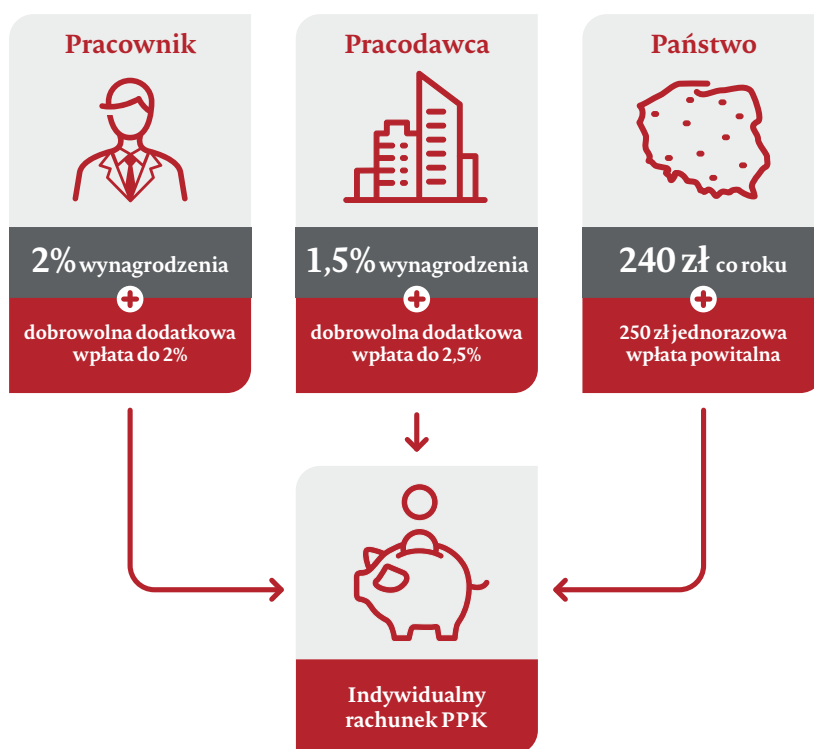 Pracownik
2% wynagrodzenia
dobrowolna dodatkowa
wpłata do 2%
Pracodawca
1,5% wynagrodzenia
dobrowolna dodatkowa
wpłata do 2,5%
Państwo
240 zł co roku
250 zł jednorazowa
wpłata powitalna
Indywidualny
rachunek PPK